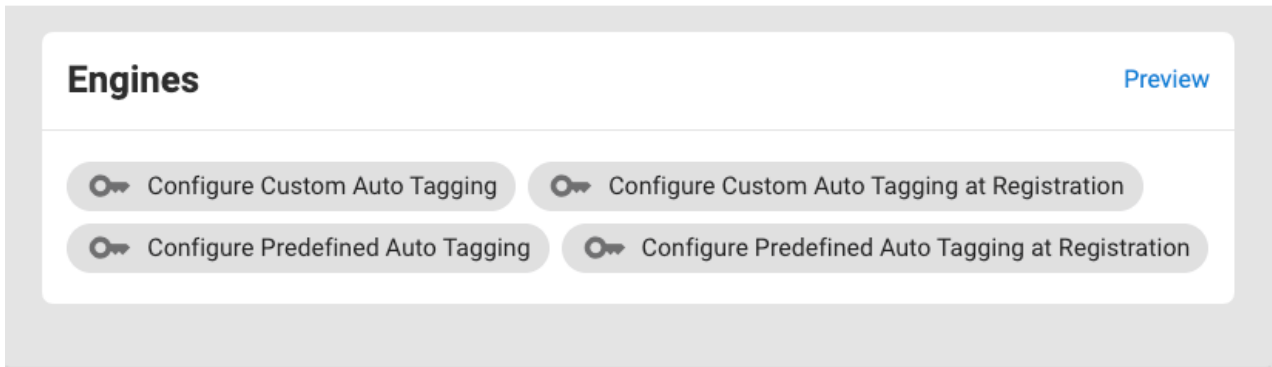 Engines
Preview
Configure Custom Auto Tagging
Configure Custom Auto Tagging at Registration
Configure Predefined Auto Tagging
Configure Predefined Auto Tagging at Registration